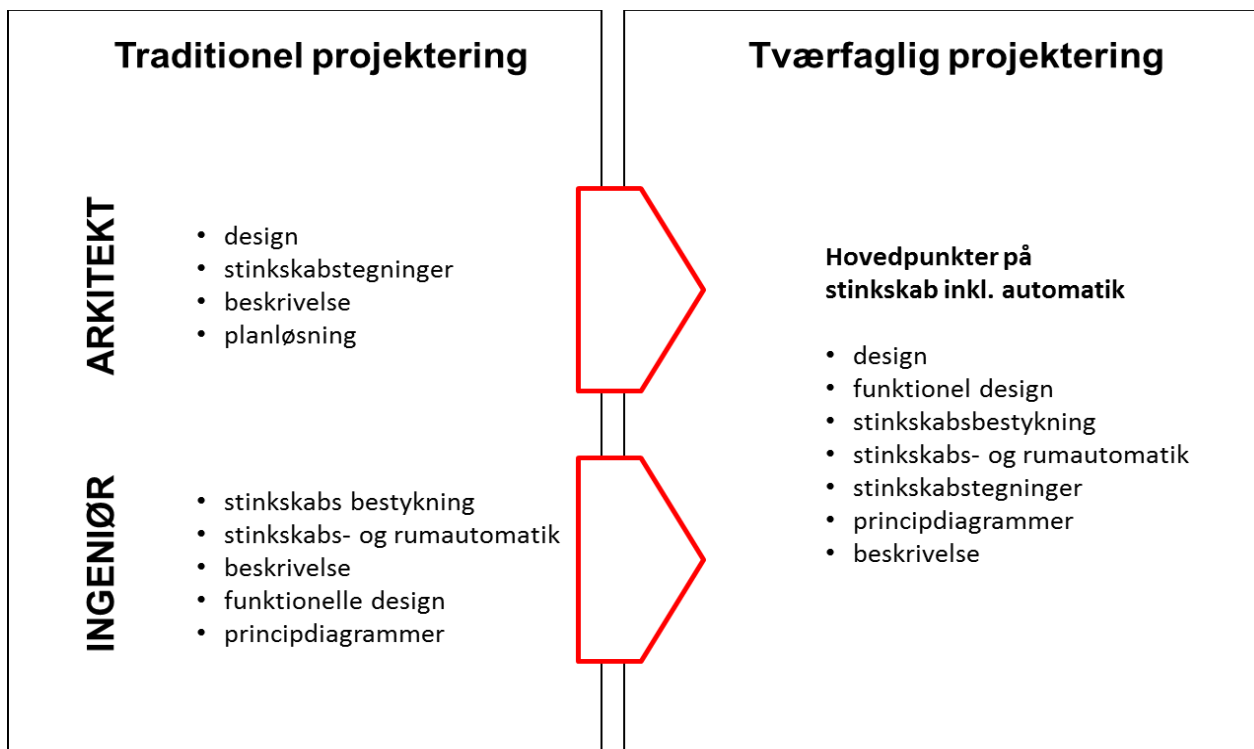 Traditionel projektering
ARKITEKT
• design
• stinkskabstegninger
• beskrivelse
• planløsning
INGENIØR
• stinkskabs bestykning
• stinkskabs- og rumautomatik
• beskrivelse
• funktionelle design
• principdiagrammer
Tværfaglig projektering
Hovedpunkter på
stinkskab inkl. automatik
• design
• funktionel design
• stinkskabsbestykning
• stinkskabs- og rumautomatik
• stinkskabstegninger
• principdiagrammer
• beskrivelse